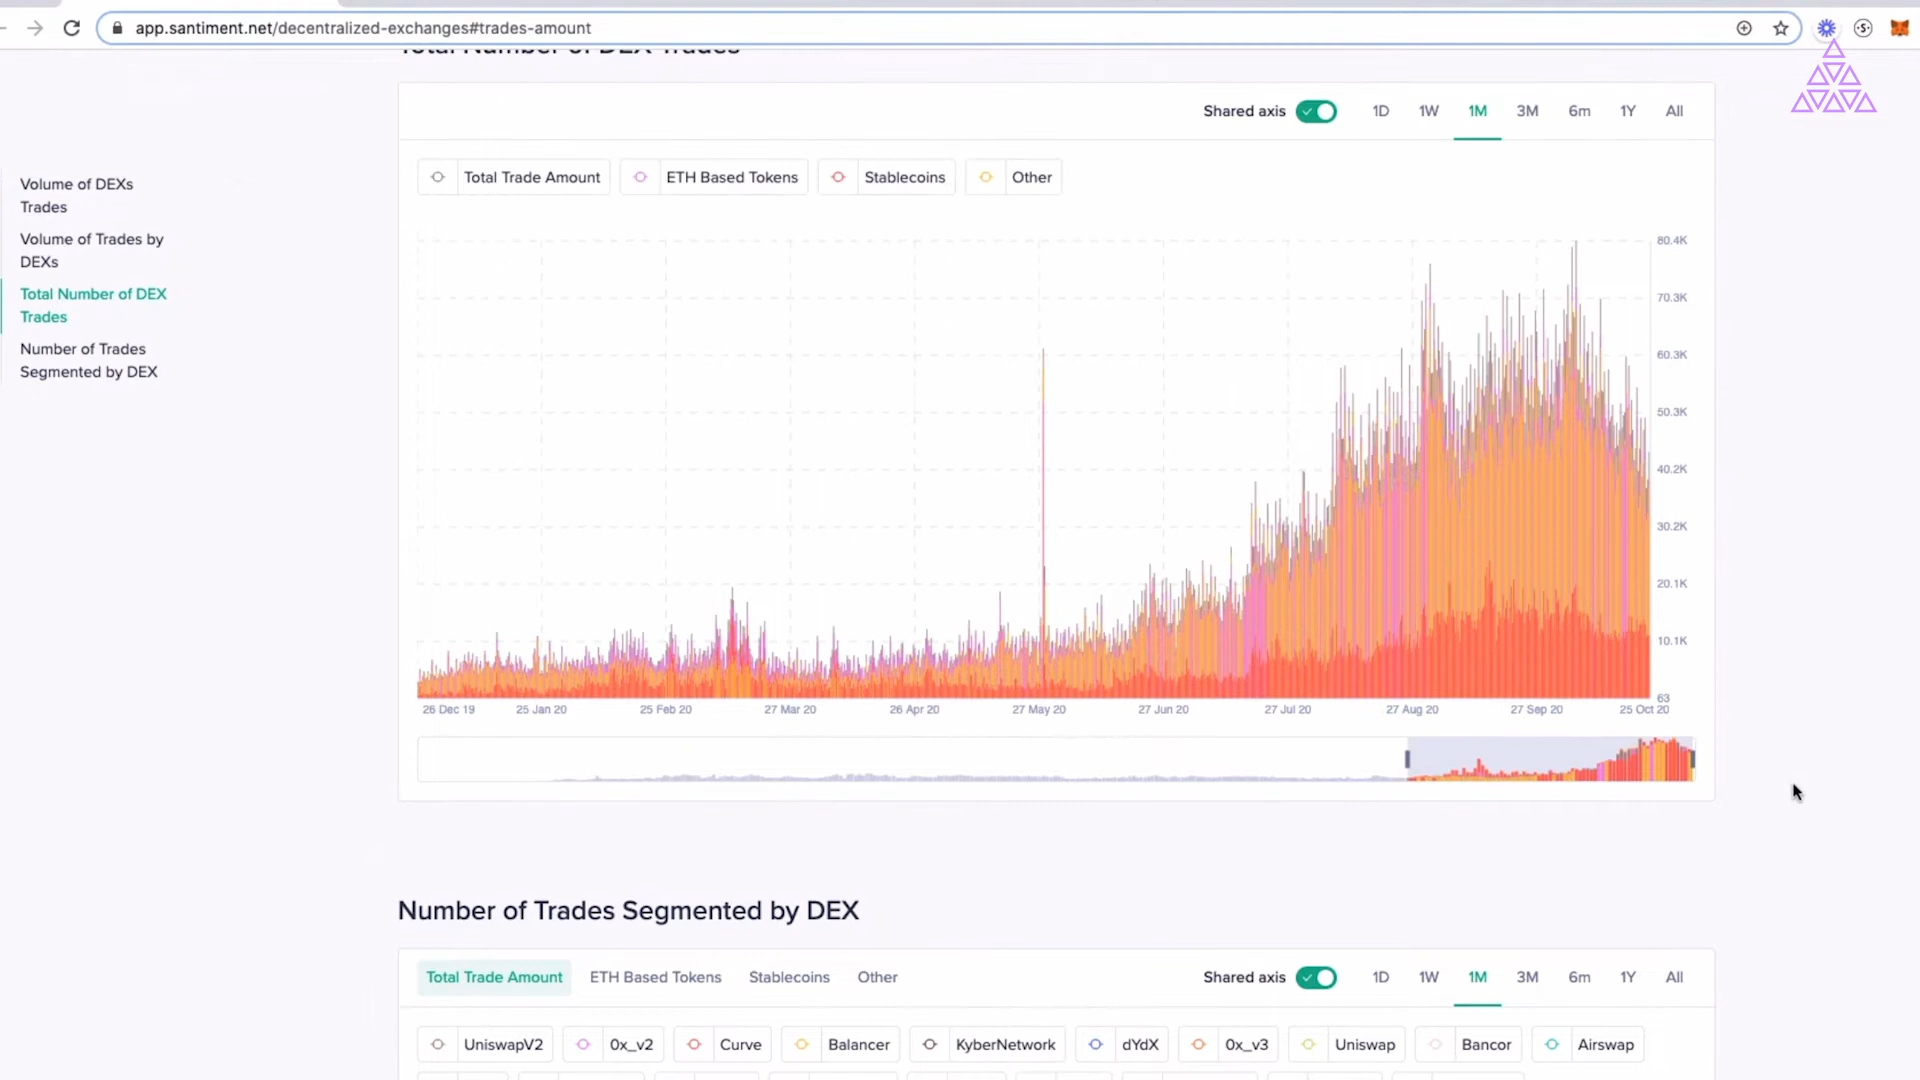 app.santiment.net/decentralized-exchanges#trades-amount
Total Number of DEX Trades
Shared axis
1D 1W 1M 3M 6m 1Y All
Total Trade Amount ETH Based Tokens Stablecoins Other
Volume of DEXs
Trades
Volume of Trades by
DEXs
Total Number of DEX
Trades
Number of Trades
Segmented by DEX
80.4K
70.3K
60.3K
50.3K
40.2K
30.2K
20.1K
10.1K
63
26 Dec 19 25 Jan 20 25 Feb 20 27 Mar 20 26 Apr 20 27 May 20 27 Jun 20 27 Jul 20 27 Aug 20 27 Sep 20 25 Oct 20
Number of Trades Segmented by DEX
Total Trade Amount ETH Based Tokens Stablecoins Other Shared axis 1D 1W 1M 3M 6m 1Y All
UniswapV2 0x_v2 Curve Balancer KyberNetwork dYdX 0x_v3 Uniswap Bancor Airswap